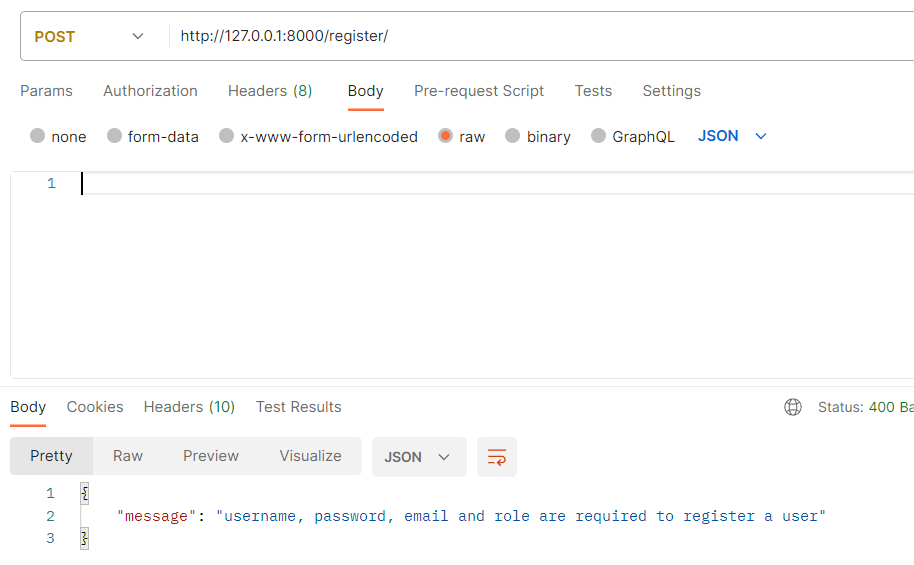 POST http://127.0.0.1:8000/register/
Params Authorization Headers (8) Body Pre-request Script Tests Settings
none form-data x-www-form-urlencoded raw binary GraphQL JSON
1
Body Cookies Headers (10) Test Results Status: 400 Ba
Pretty Raw Preview Visualize JSON
1 {
2 "message": "username, password, email and role are required to register a user"
3 }